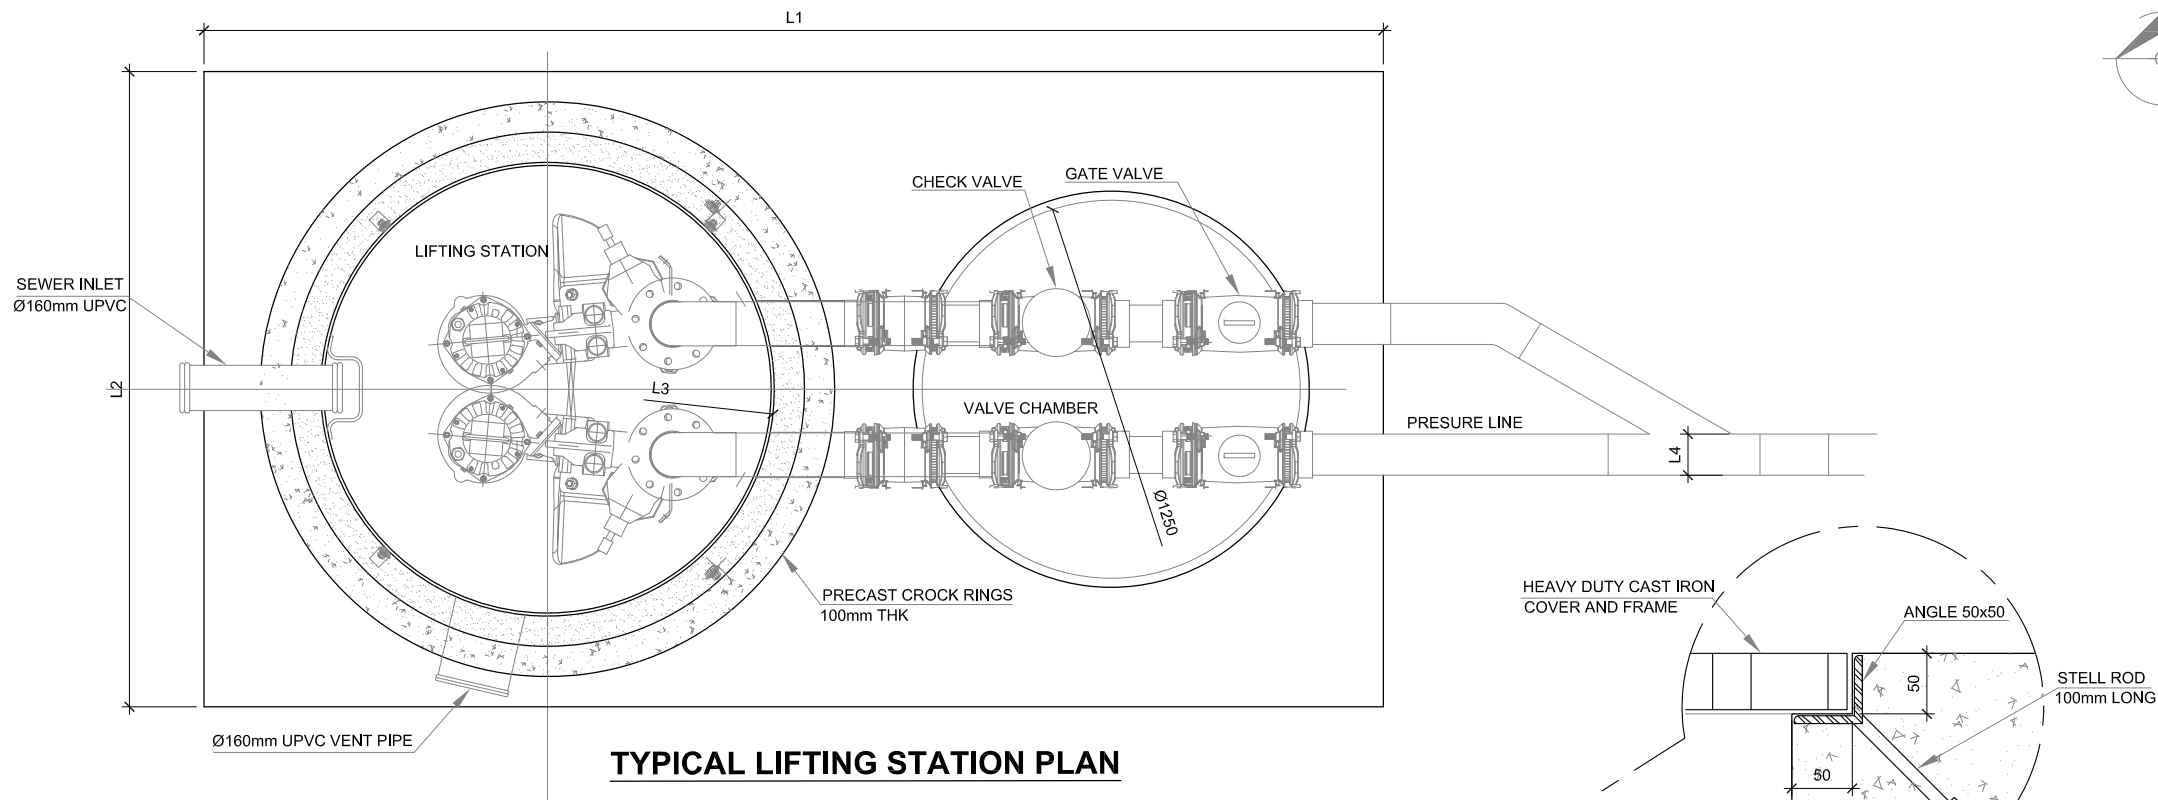 L1
CHECK VALVE
GATE VALVE
LIFTING STATION
SEWER INLET
Ø160mm UPVC
L2
L3
VALVE CHAMBER
PRESURE LINE
L4
Ø1250
PRECAST CROCK RINGS
100mm THK
HEAVY DUTY CAST IRON
COVER AND FRAME
ANGLE 50x50
50
STELL ROD
100mm LONG
50
Ø160mm UPVC VENT PIPE
TYPICAL LIFTING STATION PLAN